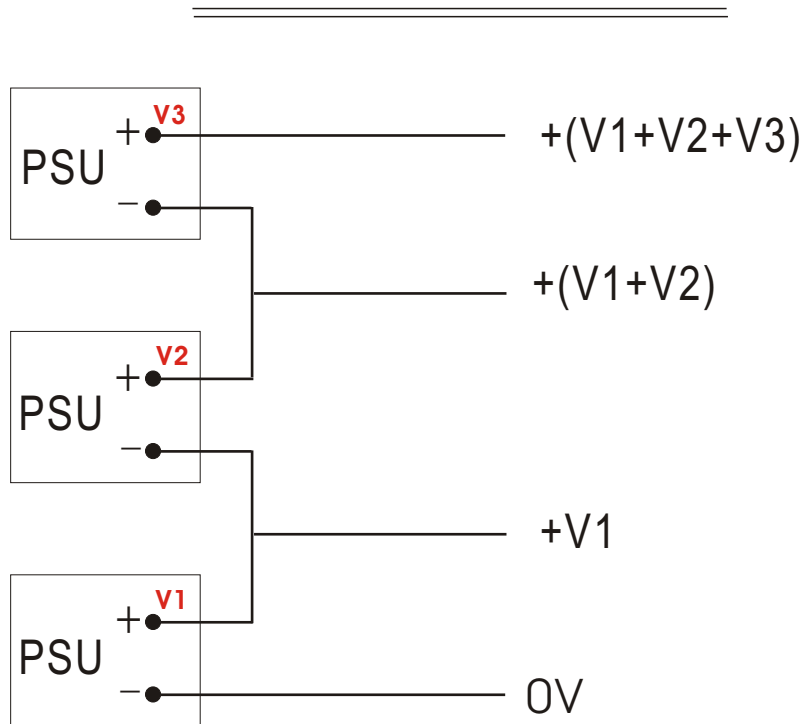 V3
+
PSU
−
+(V1+V2+V3)
+(V1+V2)
V2
+
PSU
−
+V1
V1
+
PSU
−
0V